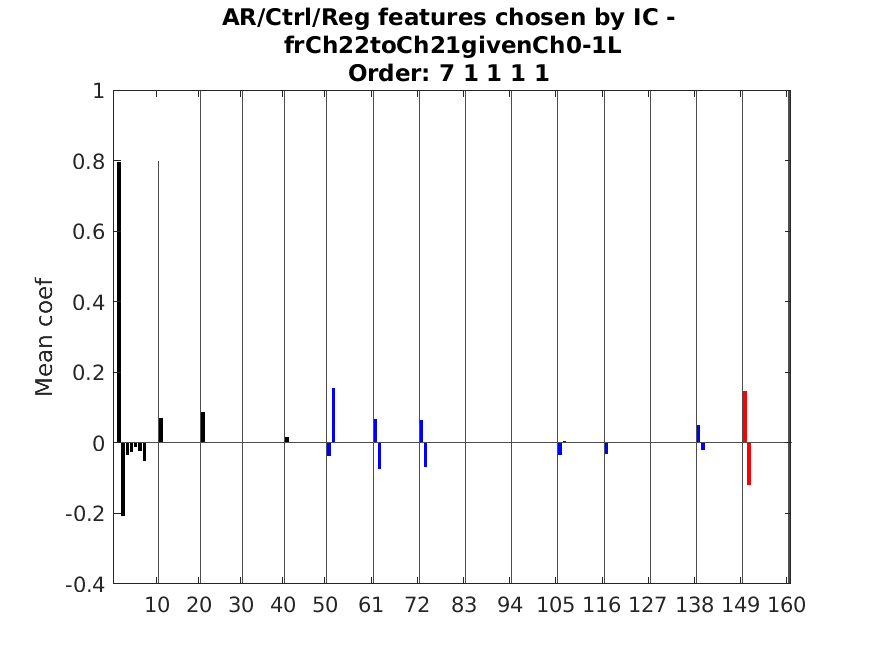 AR/Ctrl/Reg features chosen by IC -
frCh22toCh21givenCh0-1L
Order: 7 1 1 1 1
1
0.8
0.6
0.4
0.2
0
-0.2
-0.4
Mean coef
10 20 30 40 50 61 72 83 94 105 116 127 138 149 160